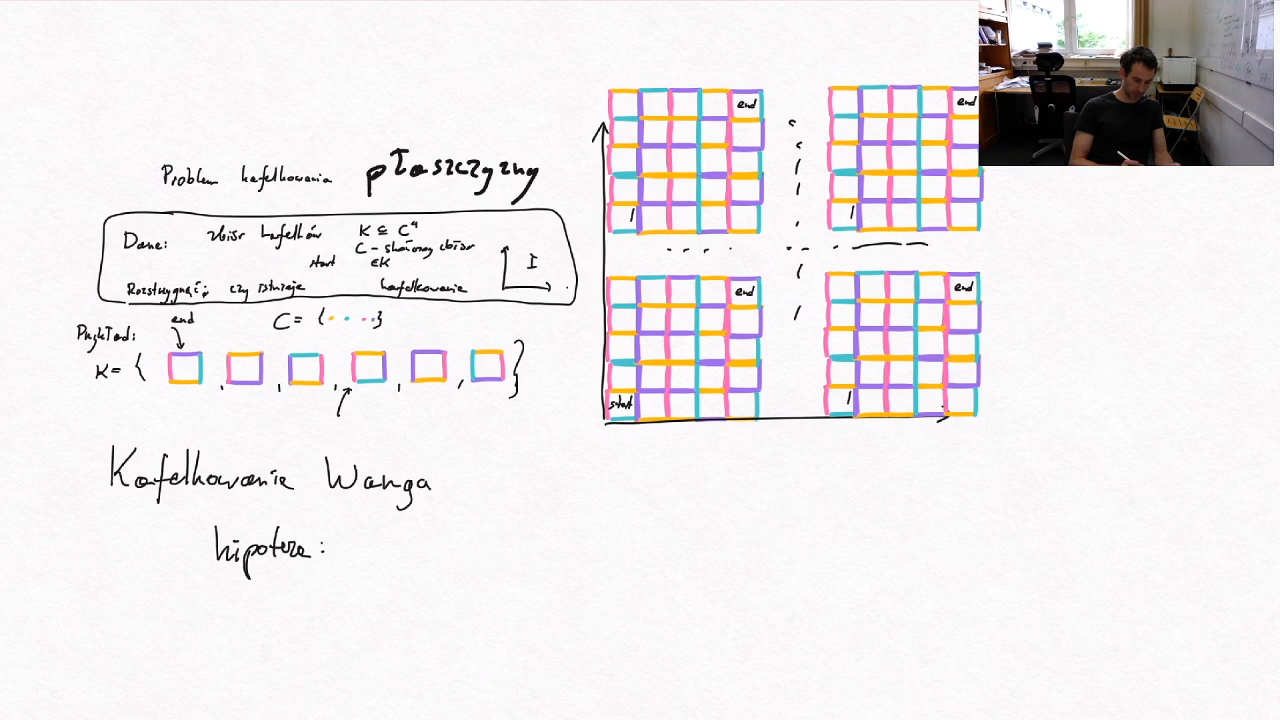 Problem kafelkowania płaszczyzny
Dane: zbiór kafelków K ⊆ C⁴
C - skończony zbiór
start ∈ K
I
Rozstrzygnąć: czy istnieje kafelkowanie
Przykład:
end
C = { · · · · }
K = { , , , , , }
Kafelkowanie Wanga
hipoteza:
end
end
end
end
start